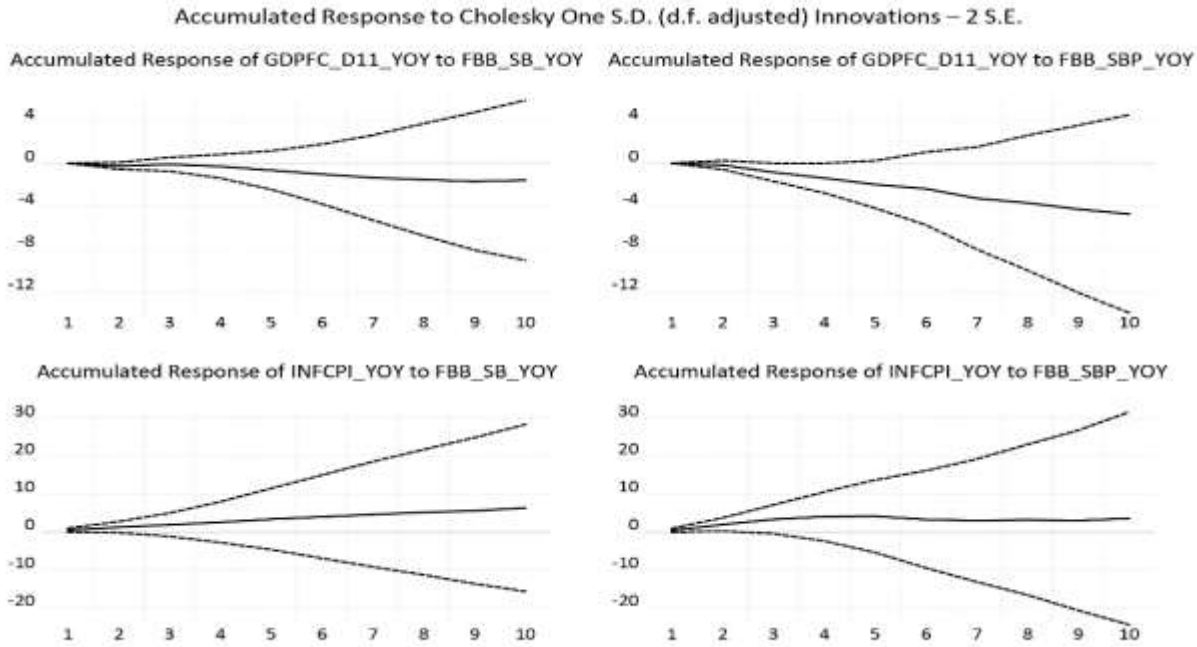 Accumulated Response to Cholesky One S.D. (d.f. adjusted) Innovations – 2 S.E.
Accumulated Response of GDPFC_D11_YOY to FBB_SB_YOY
4
0
-4
-8
-12
1 2 3 4 5 6 7 8 9 10
Accumulated Response of GDPFC_D11_YOY to FBB_SBP_YOY
4
0
-4
-8
-12
1 2 3 4 5 6 7 8 9 10
Accumulated Response of INFCPI_YOY to FBB_SB_YOY
30
20
10
0
-10
-20
1 2 3 4 5 6 7 8 9 10
Accumulated Response of INFCPI_YOY to FBB_SBP_YOY
30
20
10
0
-10
-20
1 2 3 4 5 6 7 8 9 10